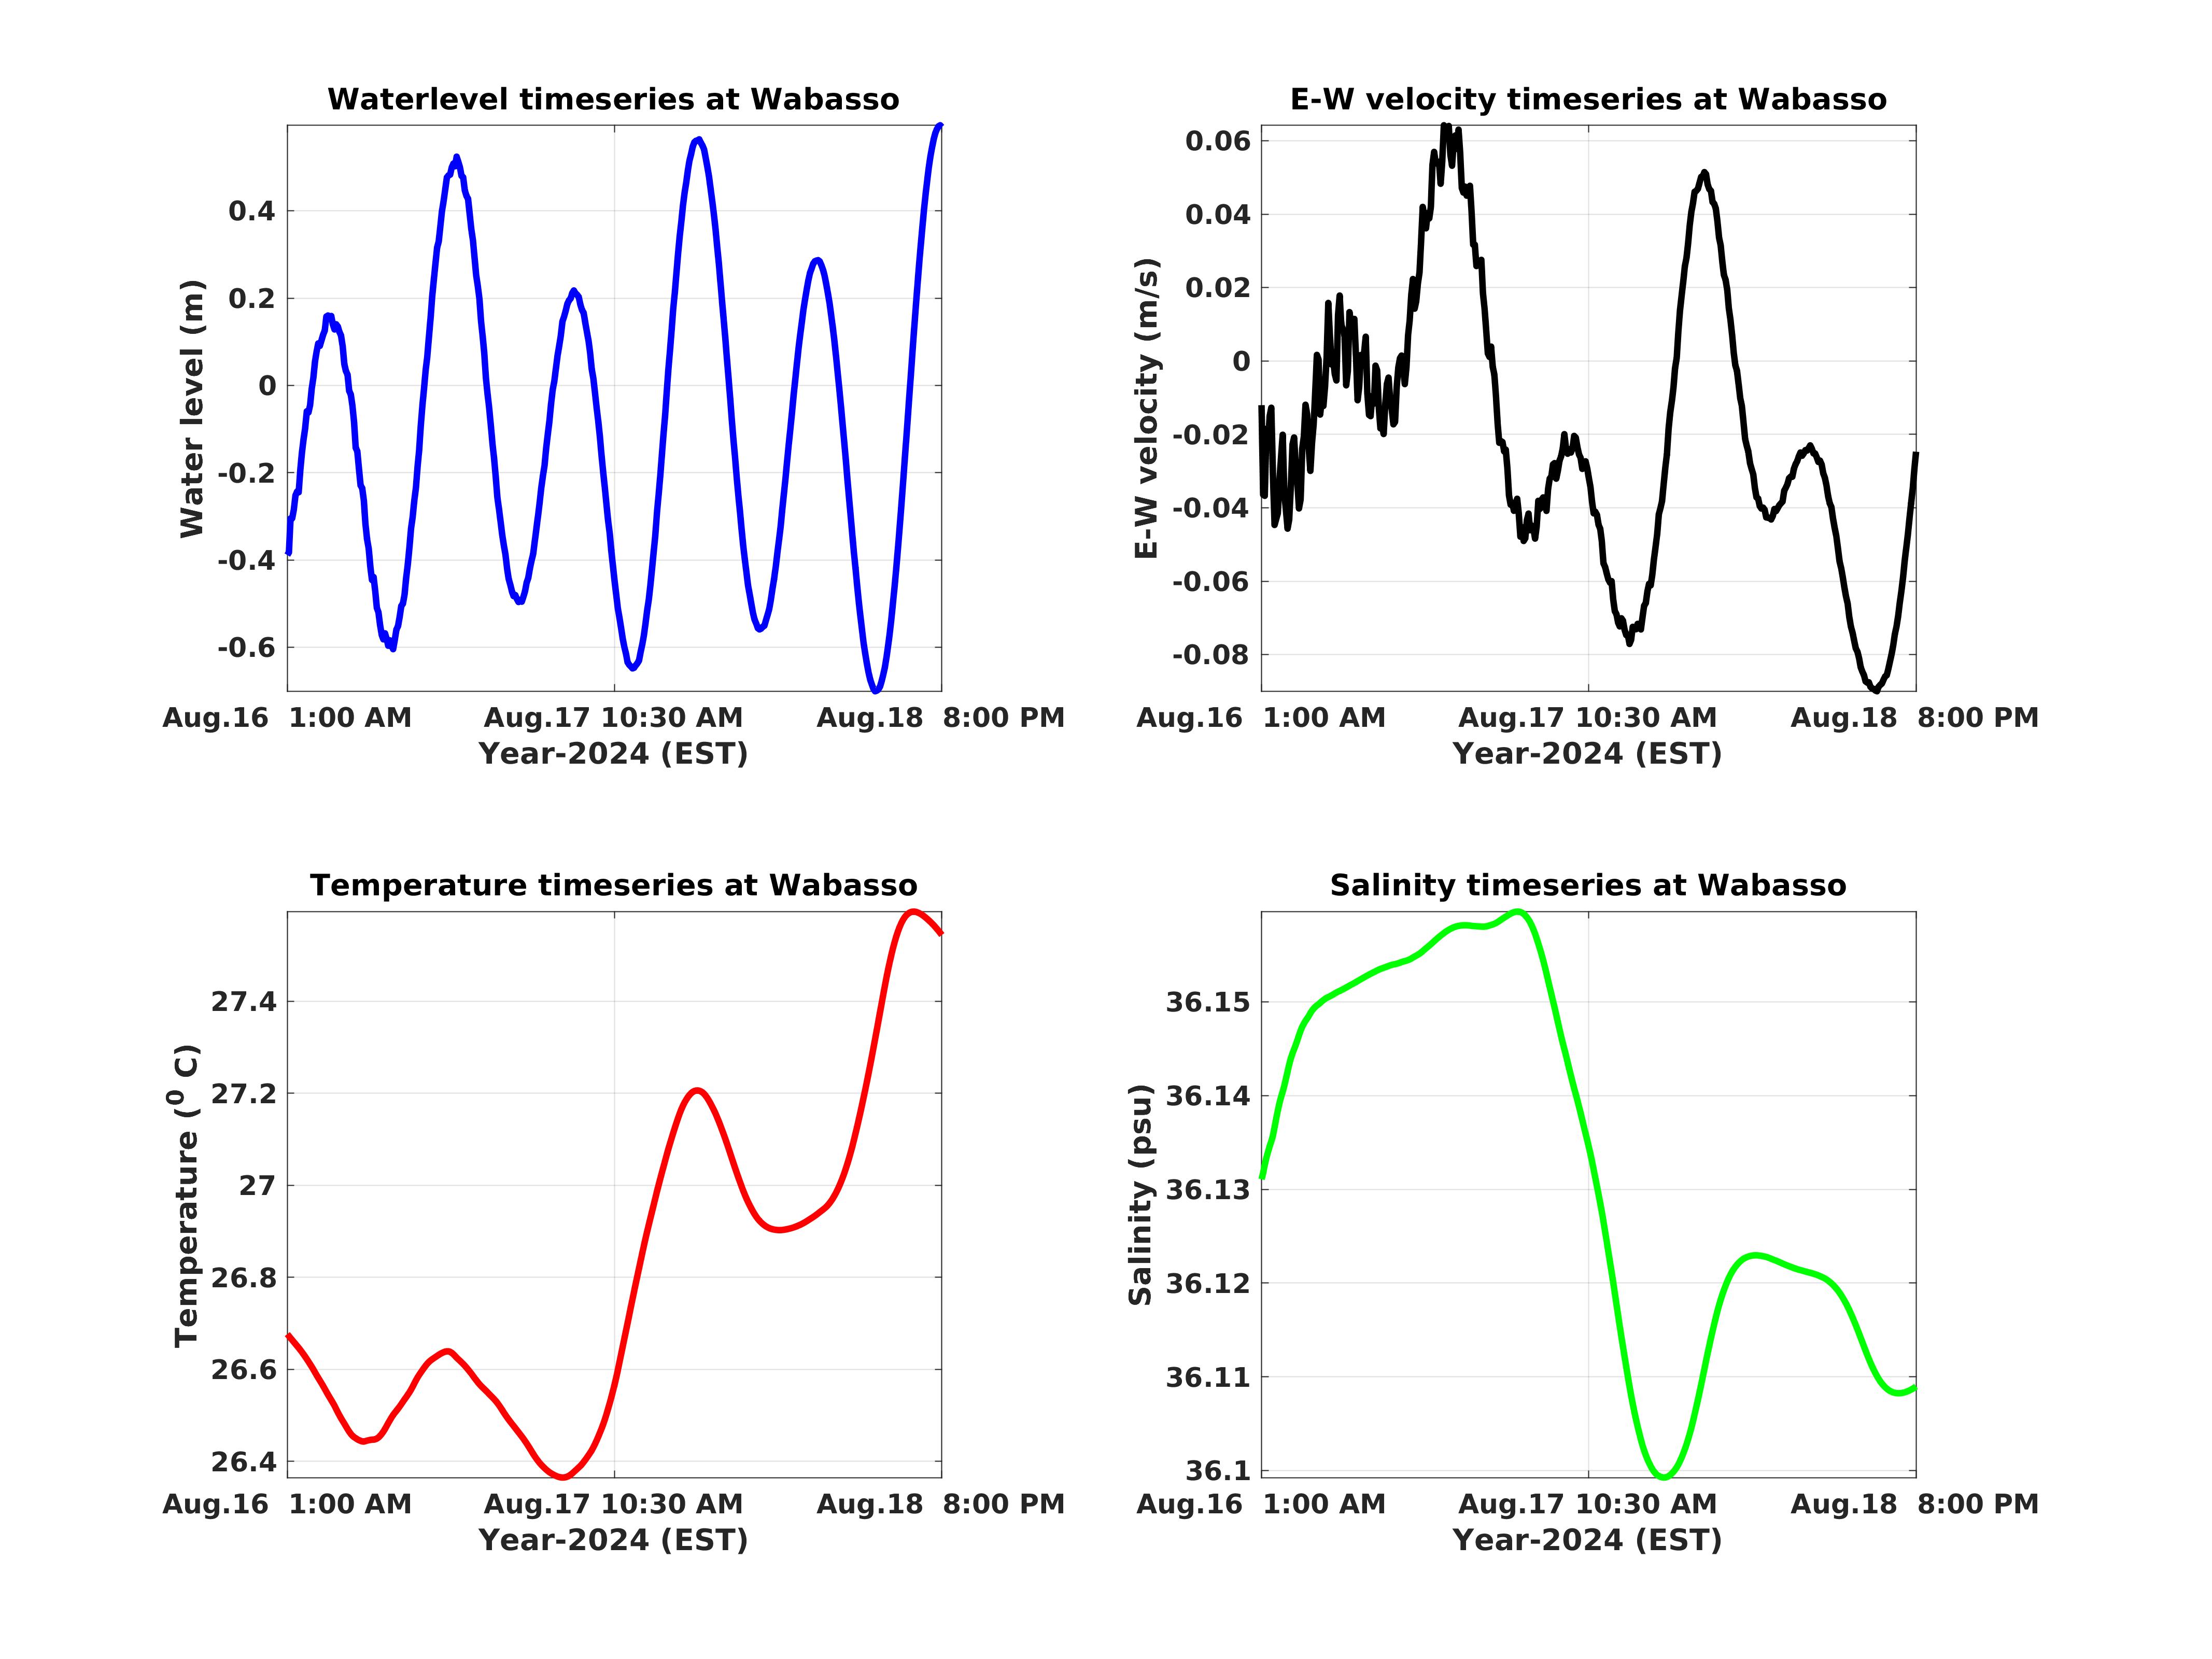 Waterlevel timeseries at Wabasso
Water level (m)
0.4
0.2
0
-0.2
-0.4
-0.6
Aug.16 1:00 AM Aug.17 10:30 AM Aug.18 8:00 PM
Year-2024 (EST)
E-W velocity timeseries at Wabasso
E-W velocity (m/s)
0.06
0.04
0.02
0
-0.02
-0.04
-0.06
-0.08
Aug.16 1:00 AM Aug.17 10:30 AM Aug.18 8:00 PM
Year-2024 (EST)
Temperature timeseries at Wabasso
Temperature (⁰ C)
27.4
27.2
27
26.8
26.6
26.4
Aug.16 1:00 AM Aug.17 10:30 AM Aug.18 8:00 PM
Year-2024 (EST)
Salinity timeseries at Wabasso
Salinity (psu)
36.15
36.14
36.13
36.12
36.11
36.1
Aug.16 1:00 AM Aug.17 10:30 AM Aug.18 8:00 PM
Year-2024 (EST)